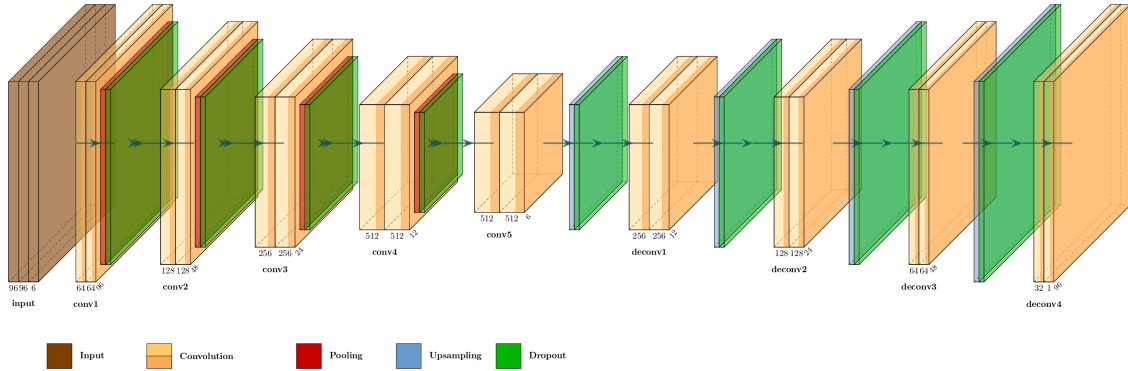 96 96 6
input
64 64 96
conv1
128 128 48
conv2
256 256 24
conv3
512 512 12
conv4
512 512 6
conv5
256 256 12
deconv1
128 128 24
deconv2
64 64 48
deconv3
32 1 96
deconv4
Input
Convolution
Pooling
Upsampling
Dropout